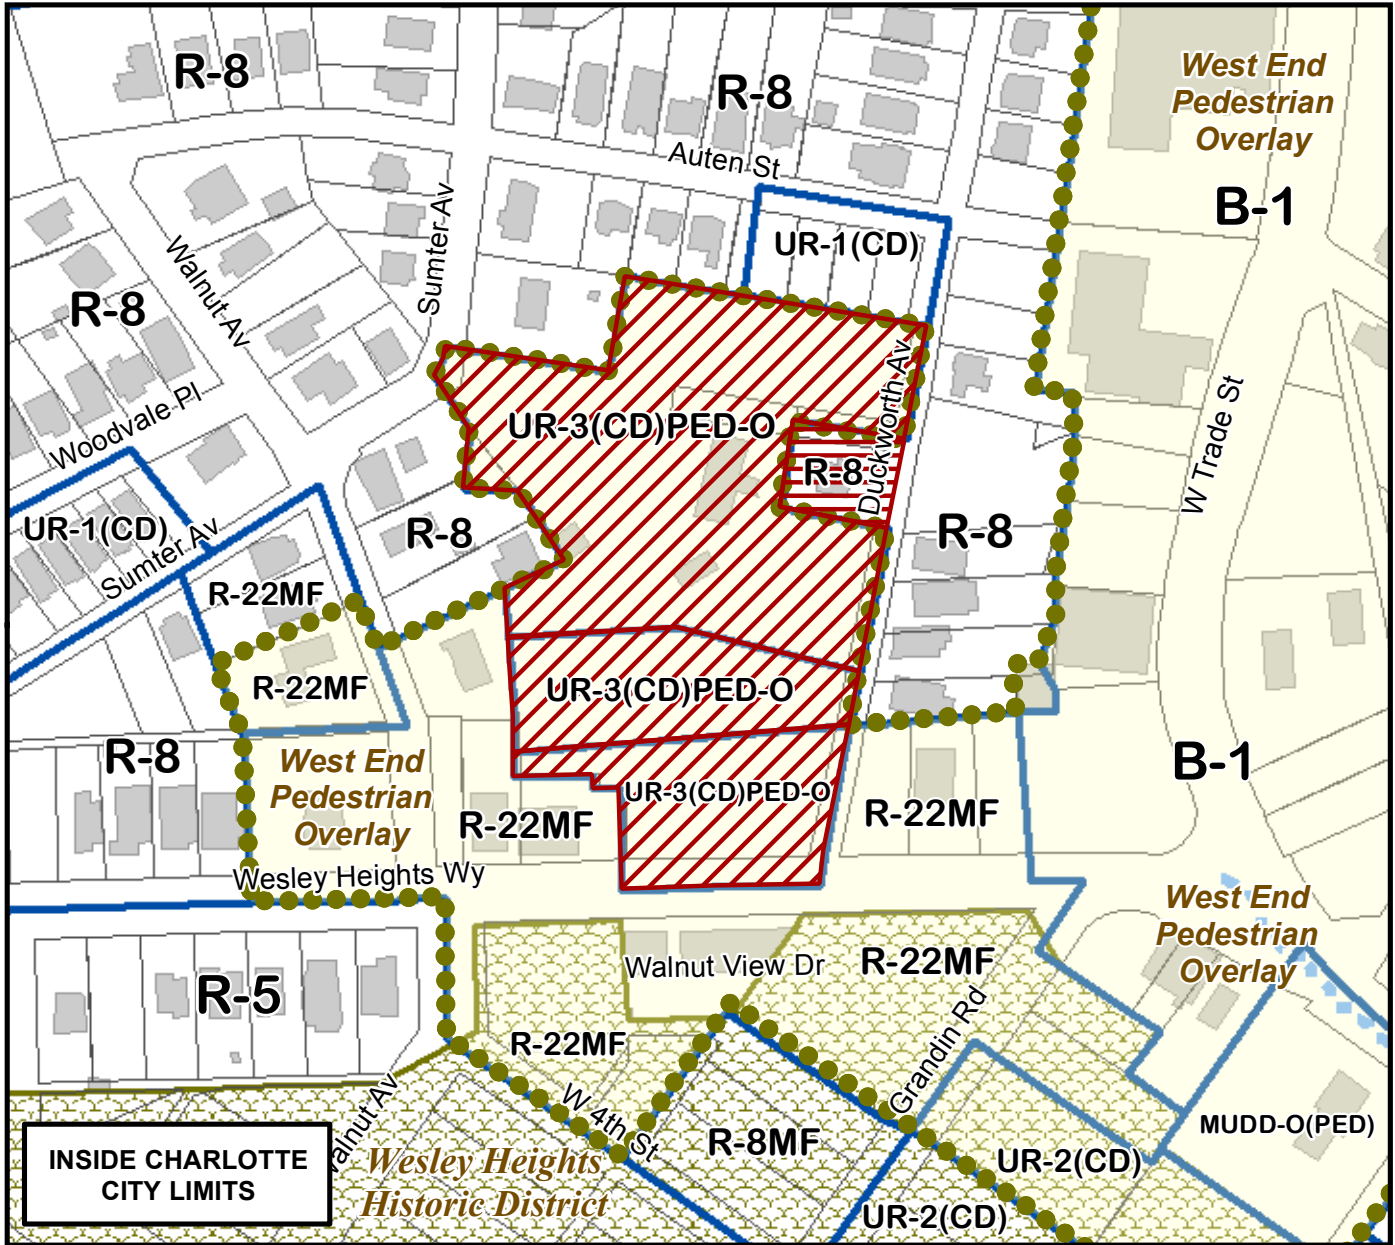 R-8
R-8
West End
Pedestrian
Overlay
Auten St
B-1
Sumter Av
UR-1(CD)
Walnut Av
R-8
Duckworth Av
W Trade St
Woodvale Pl
UR-3(CD)PED-O
R-8
UR-1(CD)
Sumter Av
R-8
R-8
R-22MF
R-22MF
UR-3(CD)PED-O
R-8
West End
Pedestrian
Overlay
B-1
UR-3(CD)PED-O
R-22MF
R-22MF
Wesley Heights Wy
West End
Pedestrian
Overlay
Walnut View Dr
R-22MF
R-5
Grandin Rd
R-22MF
W 4th St
alnut Av
R-8MF
MUDD-O(PED)
INSIDE CHARLOTTE
CITY LIMITS
Wesley Heights
Historic District
UR-2(CD)
UR-2(CD)